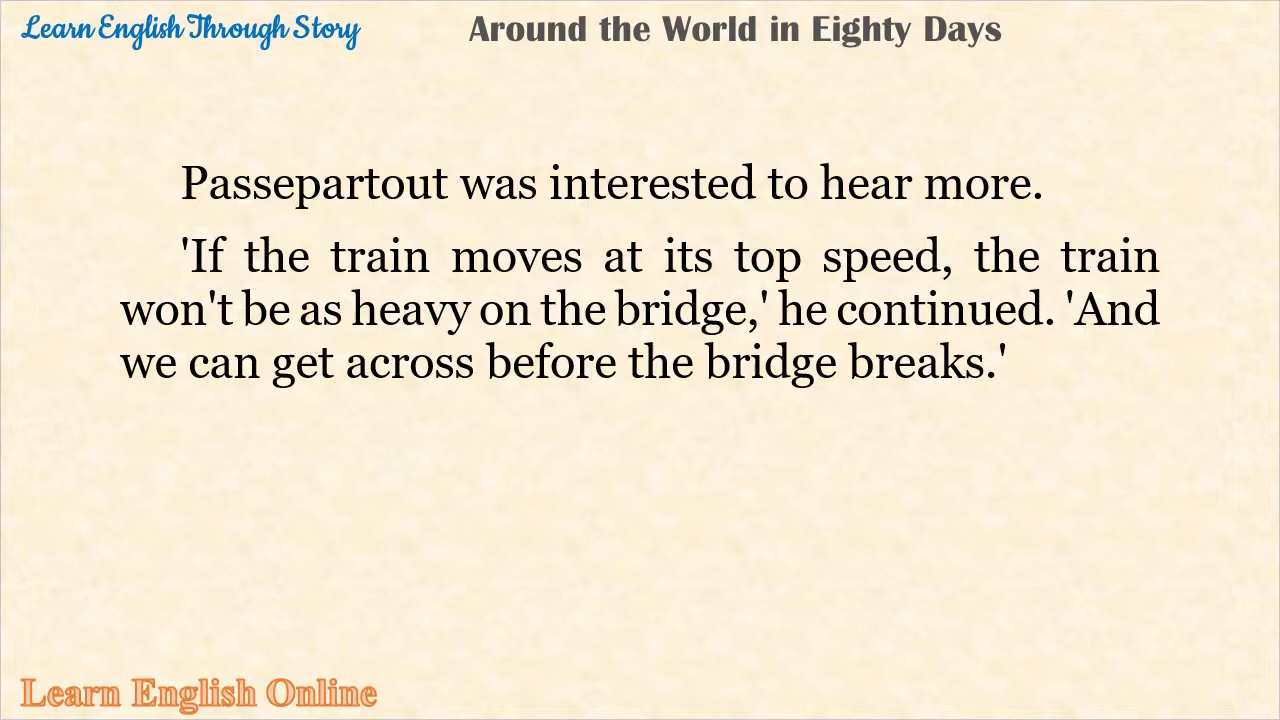 Learn English Through Story
Around the World in Eighty Days
Passepartout was interested to hear more.
'If the train moves at its top speed, the train
won't be as heavy on the bridge,' he continued. 'And
we can get across before the bridge breaks.'
Learn English Online